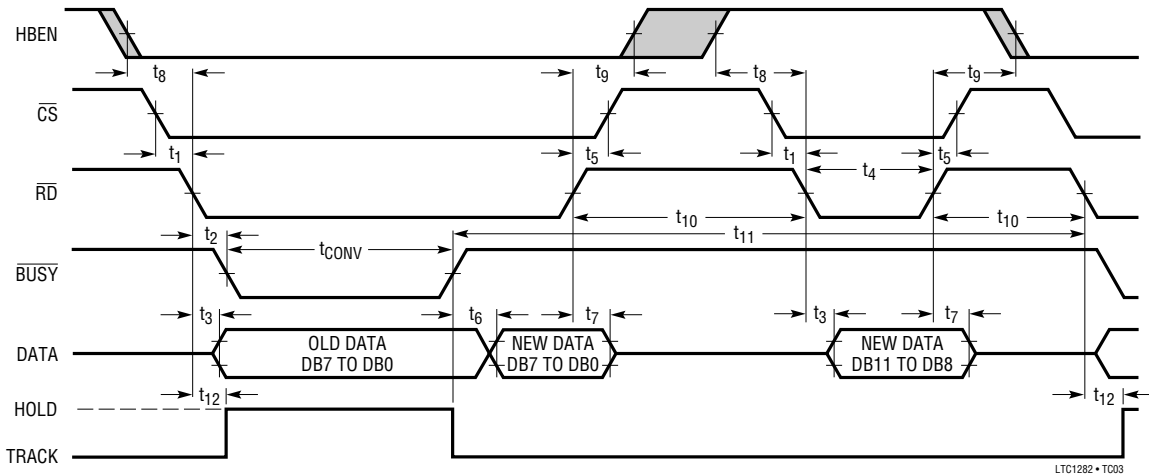 HBEN
t8
t9
t8
t9
CS
t1
t5
t1
t4
t5
RD
t2
tCONV
t10
t11
t10
BUSY
t3
t6
t7
t3
t7
DATA
OLD DATA
DB7 TO DB0
NEW DATA
DB7 TO DB0
NEW DATA
DB11 TO DB8
t12
t12
HOLD
TRACK
LTC1282 • TC03